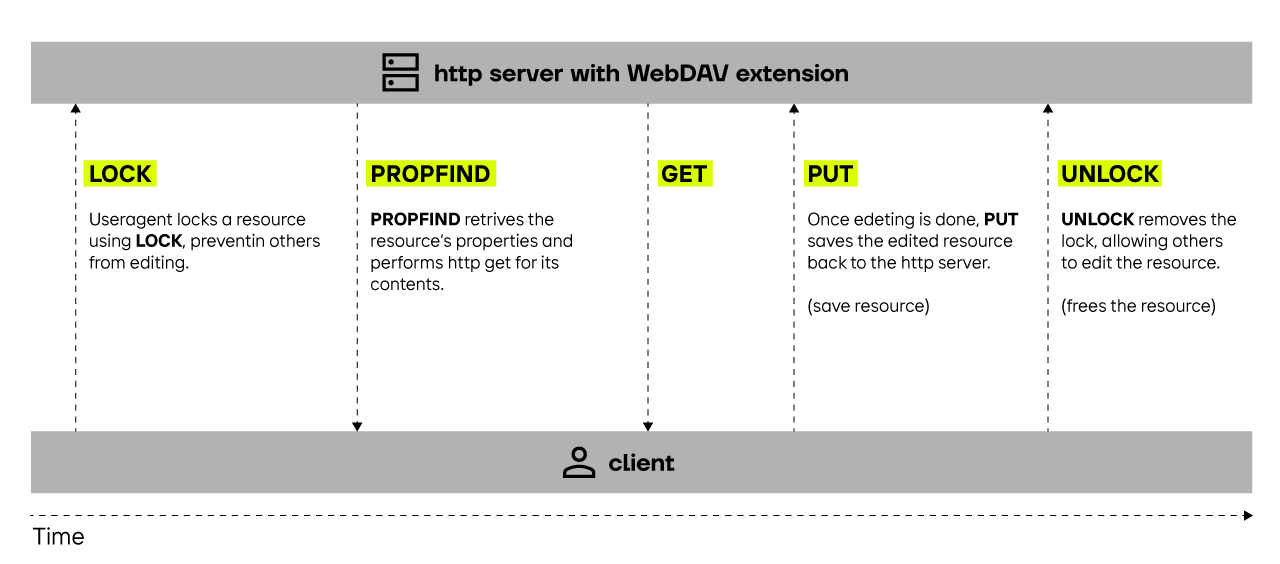 http server with WebDAV extension
LOCK
Useragent locks a resource
using LOCK, preventin others
from editing.
PROPFIND
PROPFIND retrives the
resource's properties and
performs http get for its
contents.
GET
PUT
Once edeting is done, PUT
saves the edited resource
back to the http server.
(save resource)
UNLOCK
UNLOCK removes the
lock, allowing others
to edit the resource.
(frees the resource)
client
Time